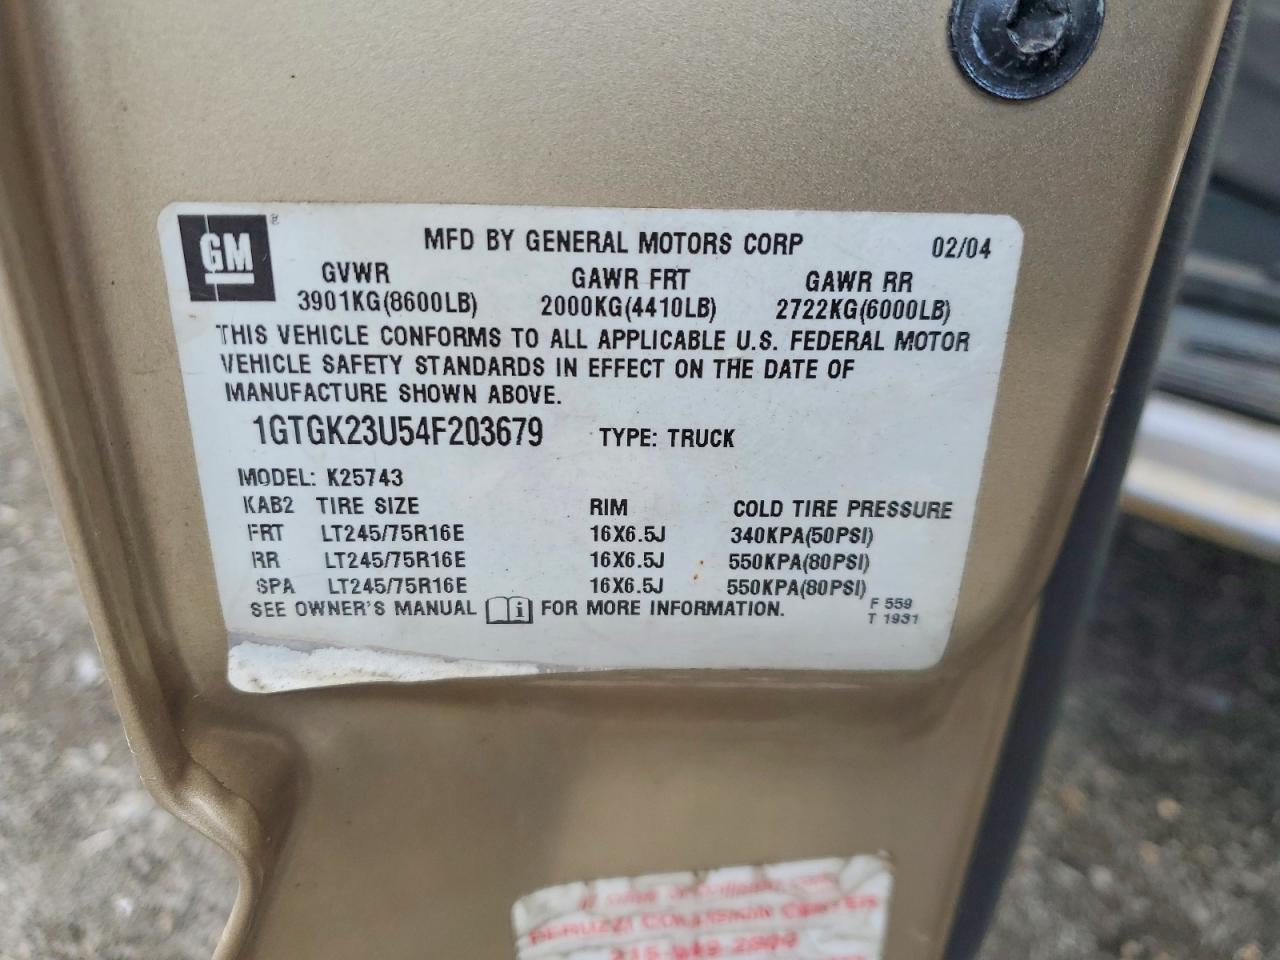 GM
MFD BY GENERAL MOTORS CORP 02/04
GVWR GAWR FRT GAWR RR
3901KG(8600LB) 2000KG(4410LB) 2722KG(6000LB)
THIS VEHICLE CONFORMS TO ALL APPLICABLE U.S. FEDERAL MOTOR
VEHICLE SAFETY STANDARDS IN EFFECT ON THE DATE OF
MANUFACTURE SHOWN ABOVE.
1GTGK23U54F203679 TYPE: TRUCK
MODEL: K25743
KAB2 TIRE SIZE RIM COLD TIRE PRESSURE
FRT LT245/75R16E 16X6.5J 340KPA(50PSI)
RR LT245/75R16E 16X6.5J 550KPA(80PSI)
SPA LT245/75R16E 16X6.5J 550KPA(80PSI)
SEE OWNER'S MANUAL i FOR MORE INFORMATION.
F 559
T 1931
COLLISION CENTER